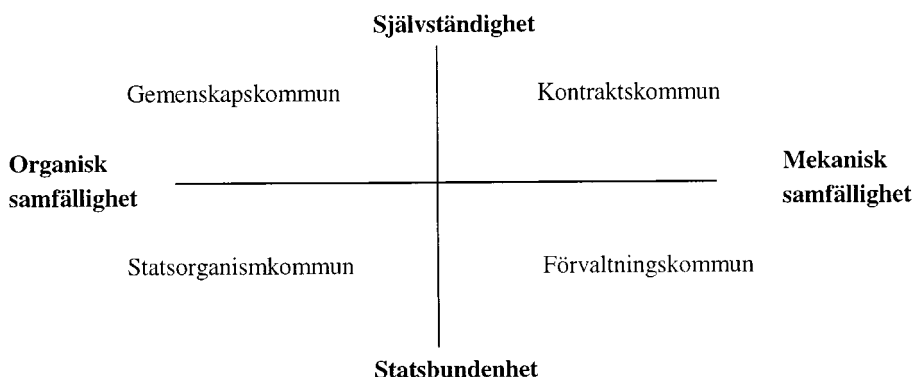 Självständighet
Gemenskapskommun
Kontraktskommun
Organisk
samfällighet
Mekanisk
samfällighet
Statsorganismkommun
Förvaltningskommun
Statsbundenhet